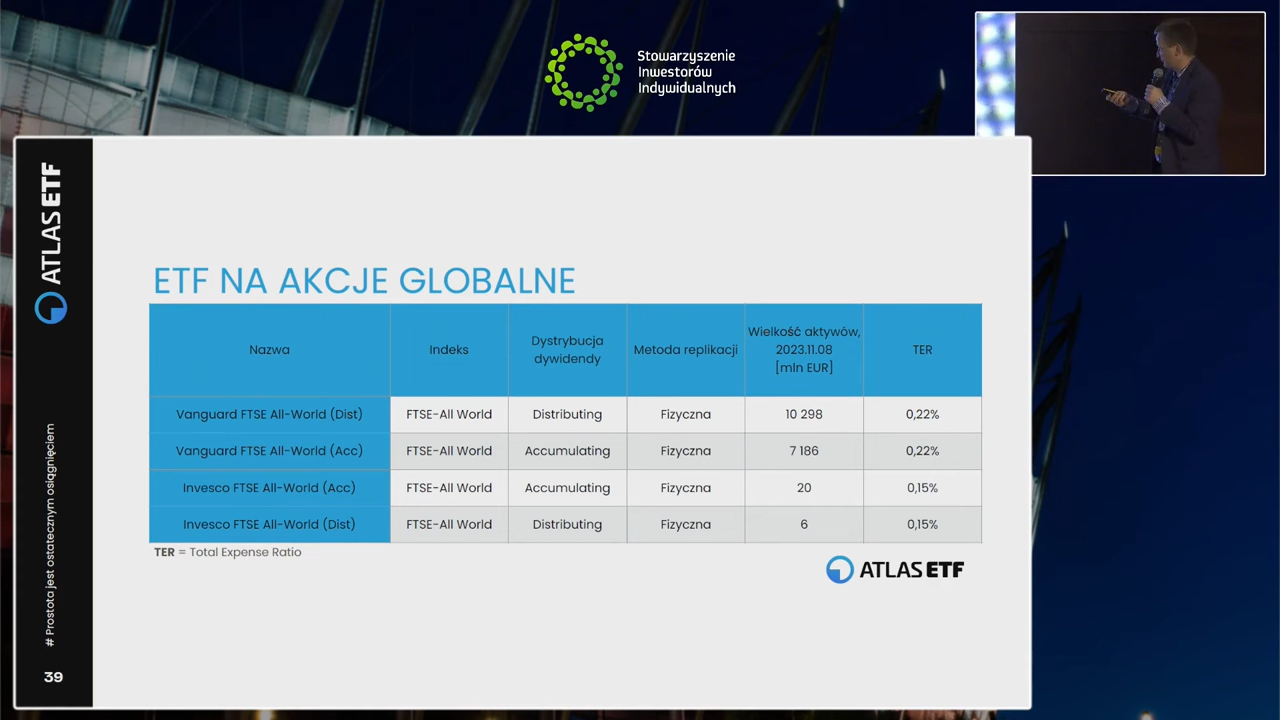 Stowarzyszenie
Inwestorów
Indywidualnych
ATLAS ETF
# Prostota jest ostatecznym osiągnięciem
39
ETF NA AKCJE GLOBALNE
Nazwa Indeks Dystrybucja dywidendy Metoda replikacji Wielkość aktywów, 2023.11.08 [mln EUR] TER
Vanguard FTSE All-World (Dist) FTSE-All World Distributing Fizyczna 10 298 0,22%
Vanguard FTSE All-World (Acc) FTSE-All World Accumulating Fizyczna 7 186 0,22%
Invesco FTSE All-World (Acc) FTSE-All World Accumulating Fizyczna 20 0,15%
Invesco FTSE All-World (Dist) FTSE-All World Distributing Fizyczna 6 0,15%
TER = Total Expense Ratio
ATLAS ETF